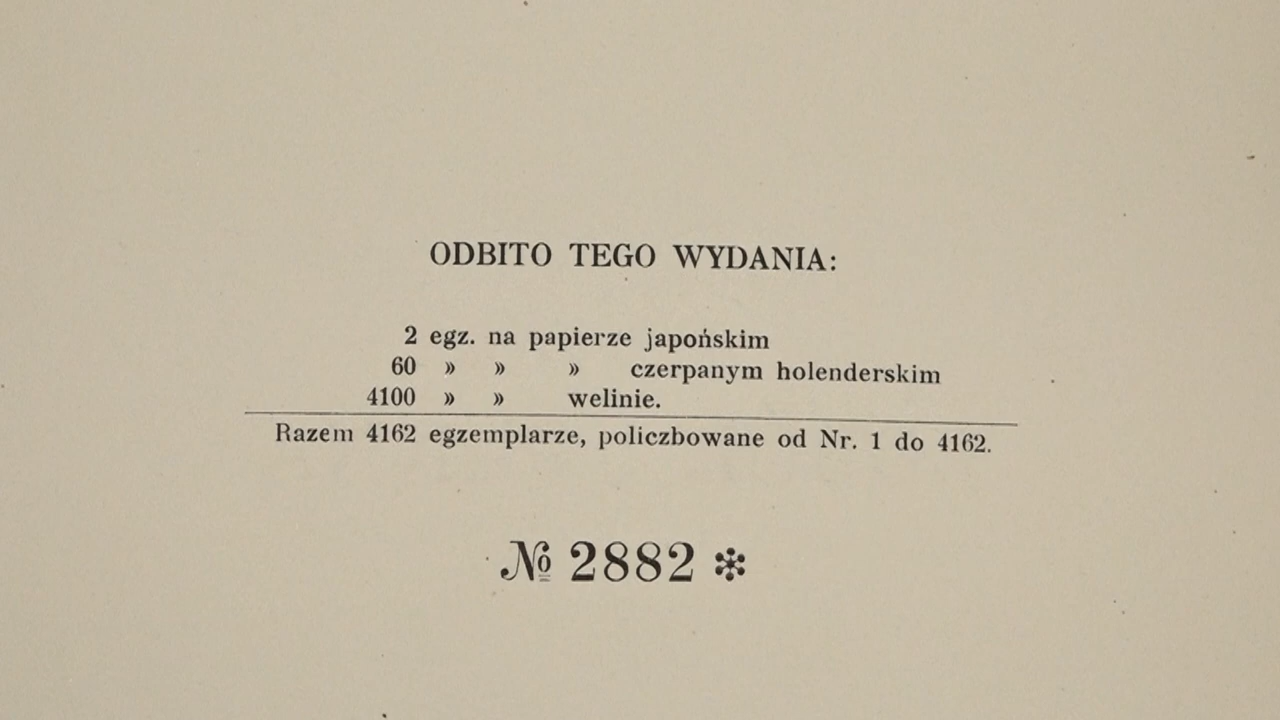 ODBITO TEGO WYDANIA:
2 egz. na papierze japońskim
60 » » » czerpanym holenderskim
4100 » » welinie.
Razem 4162 egzemplarze, policzbowane od Nr. 1 do 4162.
№ 2882 ✻